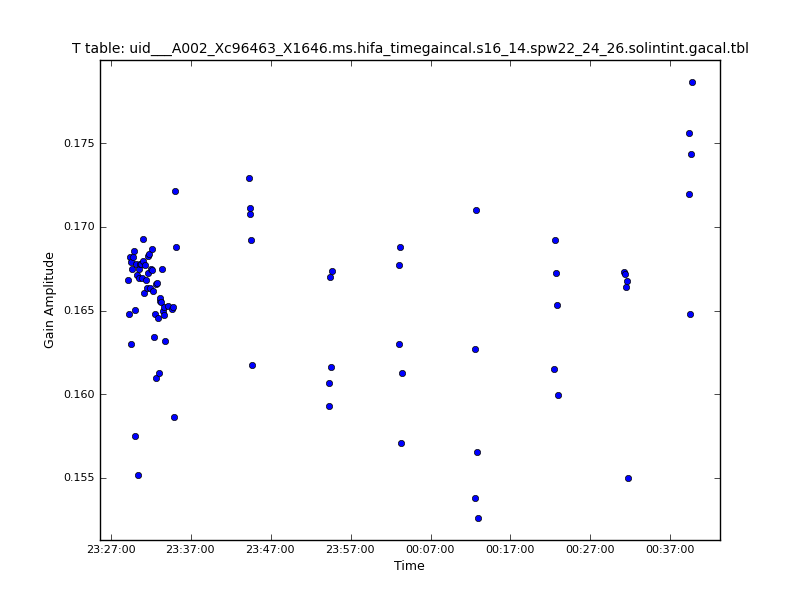 T table: uid___A002_Xc96463_X1646.ms.hifa_timegaincal.s16_14.spw22_24_26.solintint.gacal.tbl
0.175
0.170
0.165
0.160
0.155
Gain Amplitude
23:27:00 23:37:00 23:47:00 23:57:00 00:07:00 00:17:00 00:27:00 00:37:00
Time